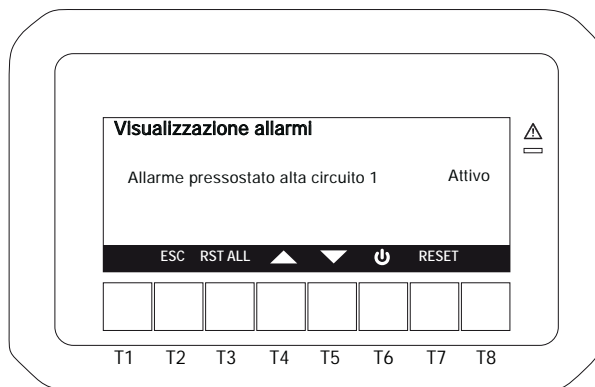 Visualizzazione allarmi
Allarme pressostato alta circuito 1 Attivo
ESC RST ALL RESET
T1 T2 T3 T4 T5 T6 T7 T8